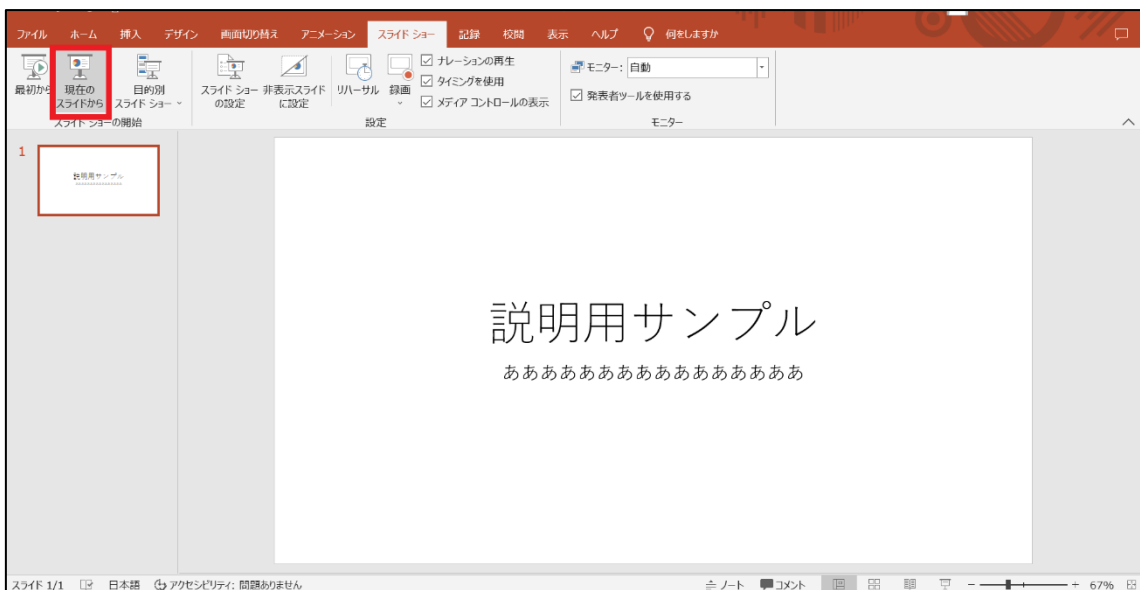 ファイル ホーム 挿入 デザイン 画面切り替え アニメーション スライド ショー 記録 校閲 表示 ヘルプ 何をしますか
最初から
現在の
スライドから
目的別
スライド ショー
スライド ショーの開始
スライド ショー
の設定
非表示スライド
に設定
リハーサル
録画
ナレーションの再生
タイミングを使用
メディア コントロールの表示
設定
モニター: 自動
発表者ツールを使用する
モニター
1
説明用サンプル
説明用サンプル
ああああああああああああああああ
スライド 1/1 日本語 アクセシビリティ: 問題ありません ノート コメント 67%